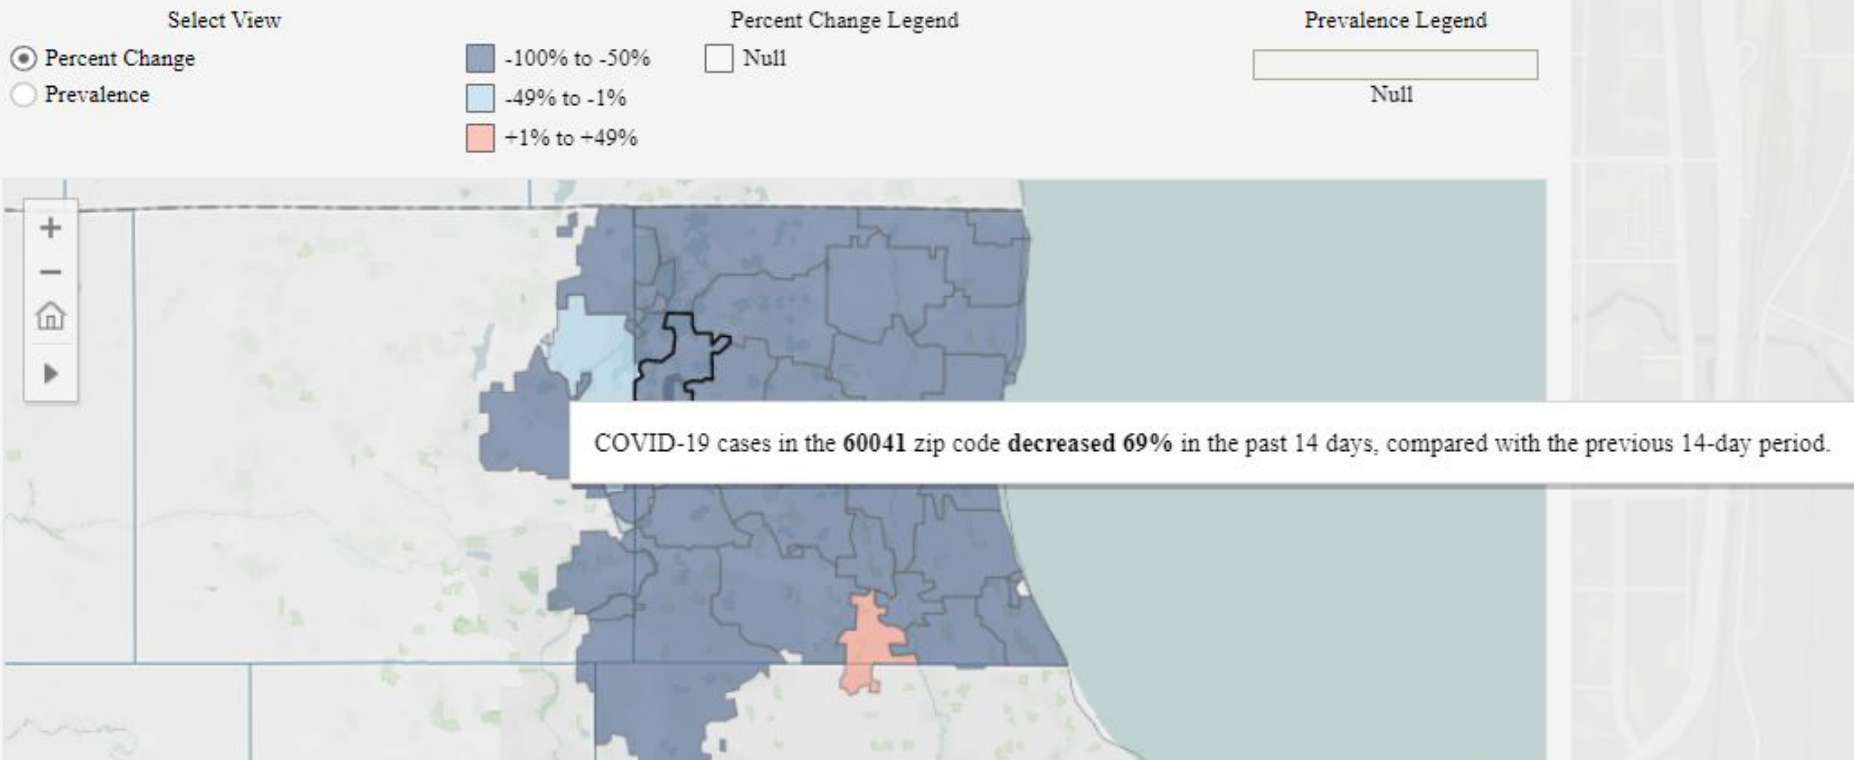 Select View
Percent Change
Prevalence
Percent Change Legend
-100% to -50%
-49% to -1%
+1% to +49%
Null
Prevalence Legend
Null
COVID-19 cases in the 60041 zip code decreased 69% in the past 14 days, compared with the previous 14-day period.